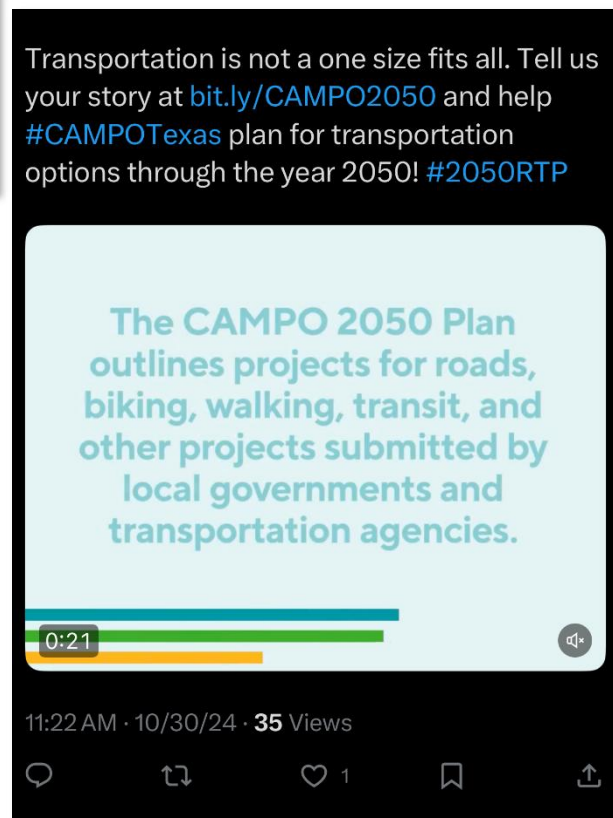 Transportation is not a one size fits all. Tell us
your story at bit.ly/CAMPO2050 and help
#CAMPOTexas plan for transportation
options through the year 2050! #2050RTP
The CAMPO 2050 Plan
outlines projects for roads,
biking, walking, transit, and
other projects submitted by
local governments and
transportation agencies.
0:21
11:22 AM · 10/30/24 · 35 Views
1